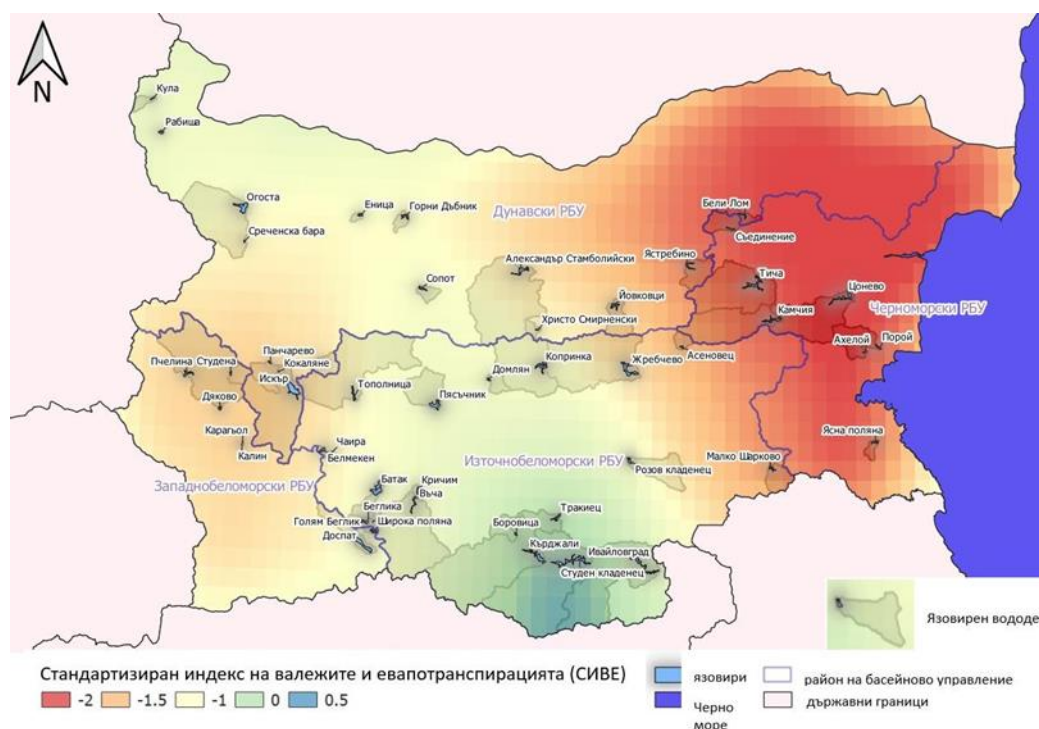 N
Кула
Рабиша
Огоста
Среченска бара
Еница
Горни Дъбник
Дунавски РБУ
Бели Лом
Съединение
Александър Стамболийски
Ястребино
Тича
Цонево
Сопот
Йовковци
Черноморски РБУ
Камчия
Христо Смирненски
Ахелой
Порой
Панчарево
Пчелина
Студена
Кокаляне
Копринка
Жребчево
Асеновец
Искър
Тополница
Домлян
Дяково
Пясъчник
Карагьол
Калин
Чаира
Белмекен
Ясна поляна
Малко Шарково
Източнобеломорски РБУ
Розов кладенец
Западнобеломорски РБУ
Батак
Кричим
Въча
Беглика
Голям Беглик
Широка поляна
Доспат
Тракиец
Боровица
Кърджали
Ивайловград
Студен кладенец
Язовирен вододе
Стандартизиран индекс на валежите и евапотранспирацията (СИВЕ)
-2
-1.5
-1
0
0.5
язовири
район на басейново управление
Черно
море
държавни граници